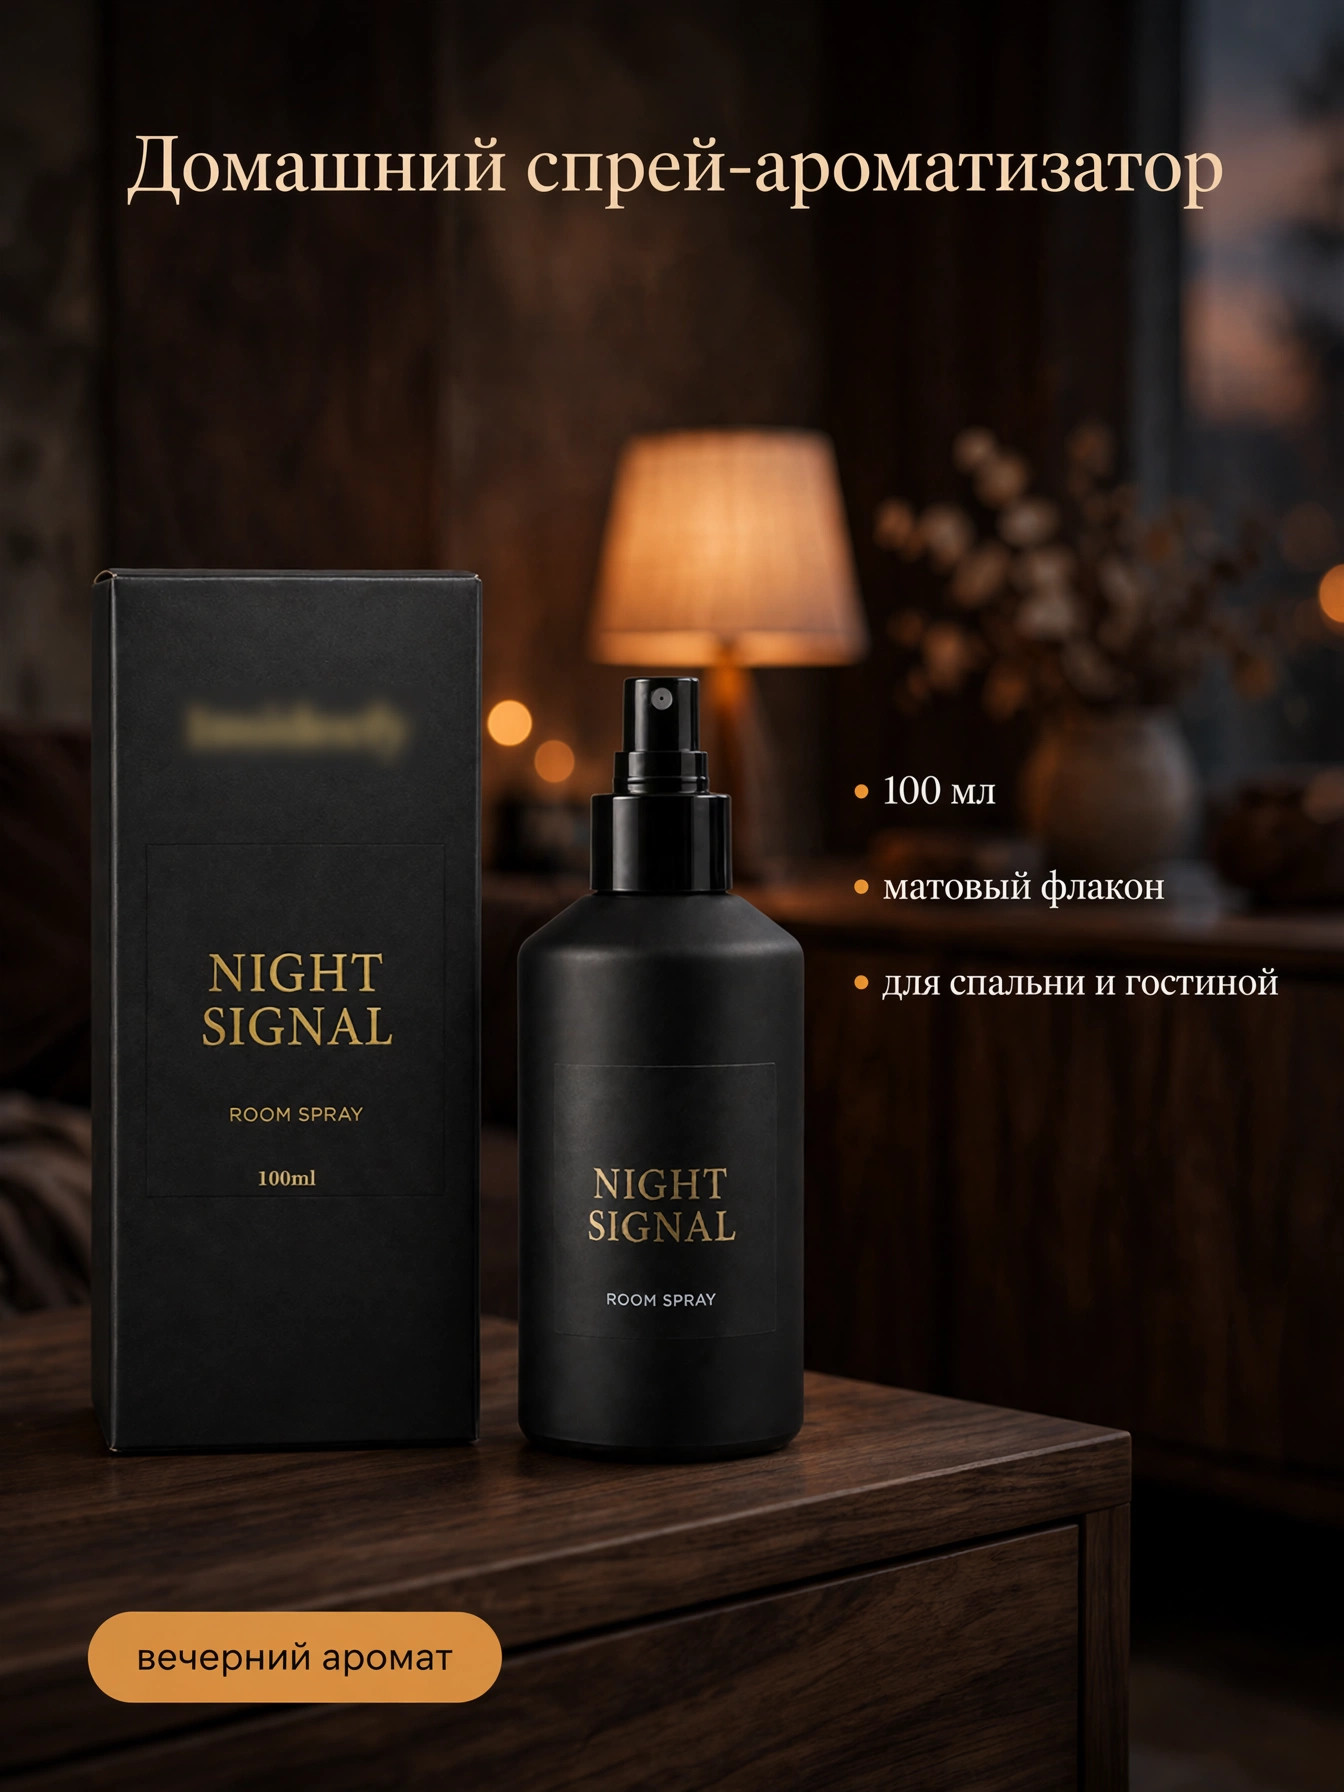 Домашний спрей-ароматизатор
NIGHT
SIGNAL
ROOM SPRAY
100ml
NIGHT
SIGNAL
ROOM SPRAY
100 мл
матовый флакон
для спальни и гостиной
вечерний аромат